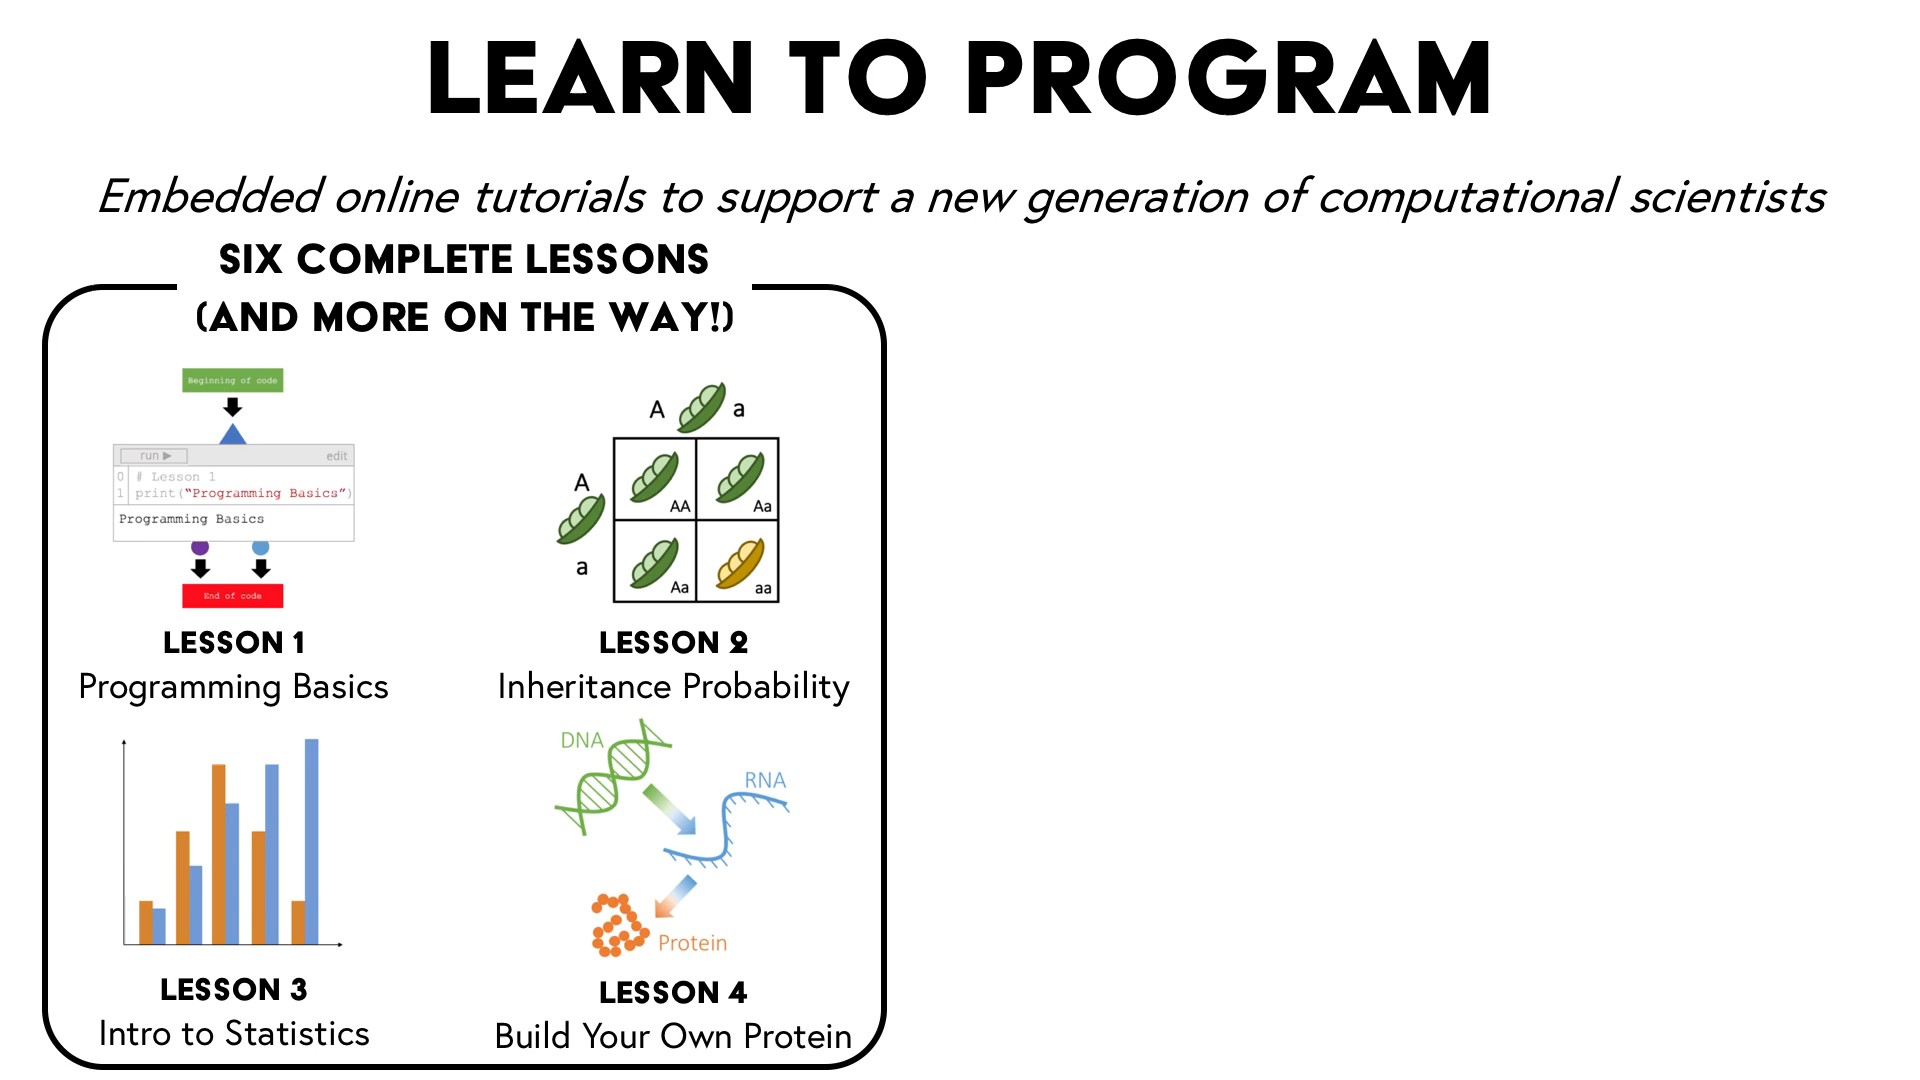 LEARN TO PROGRAM
Embedded online tutorials to support a new generation of computational scientists
SIX COMPLETE LESSONS
(AND MORE ON THE WAY!)
Beginning of code
run ▶ edit
0 # Lesson 1
1 print(“Programming Basics”)
Programming Basics
End of code
LESSON 1
Programming Basics
A a
A
a
AA
Aa
Aa
aa
LESSON 2
Inheritance Probability
LESSON 3
Intro to Statistics
DNA
RNA
Protein
LESSON 4
Build Your Own Protein